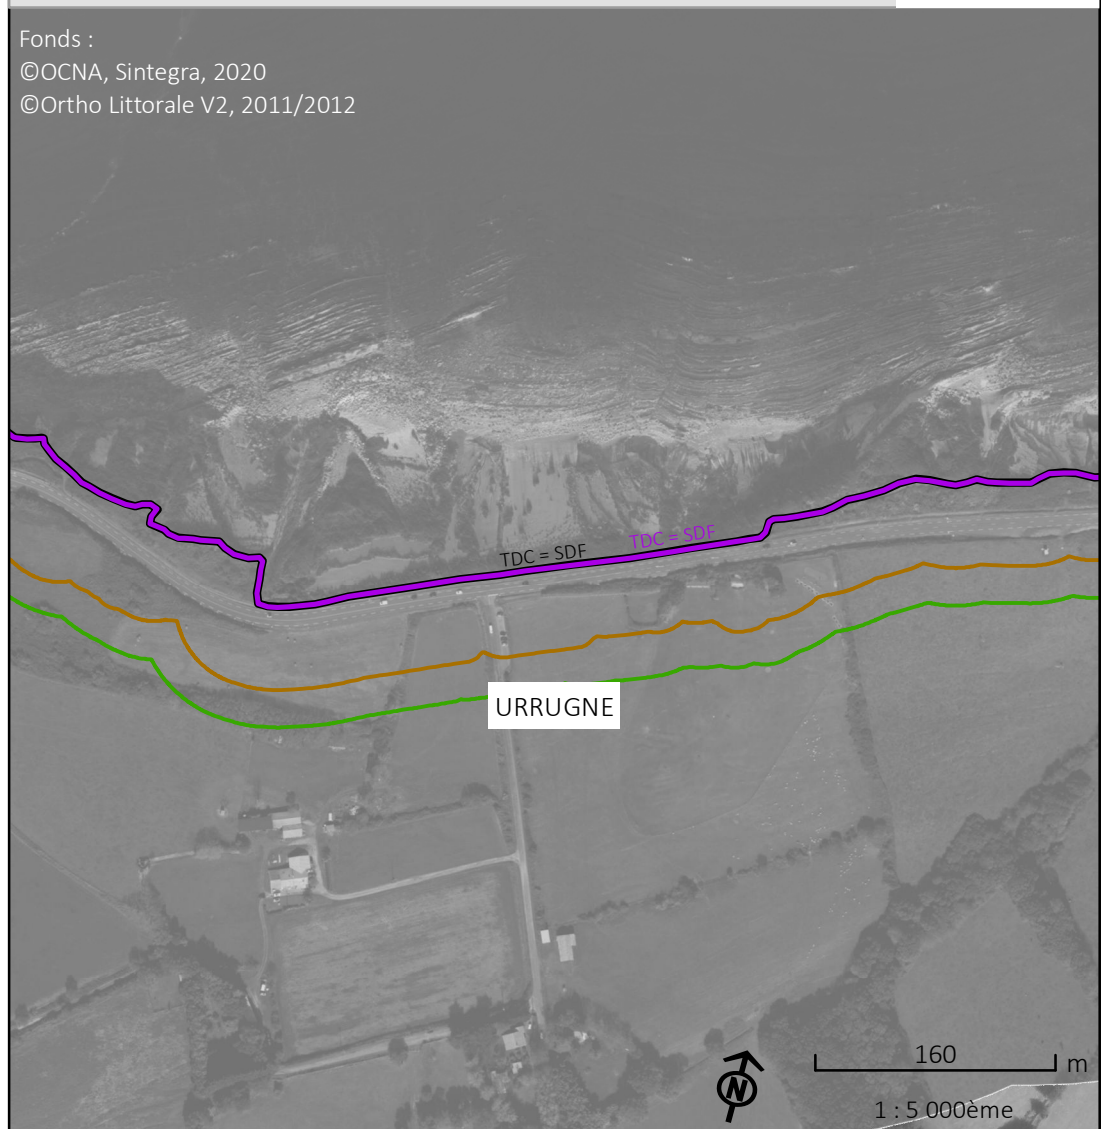 Fonds :
©OCNA, Sintegra, 2020
©Ortho Littorale V2, 2011/2012
TDC = SDF
TDC = SDF
URRUGNE
N
160
m
1 : 5 000ème